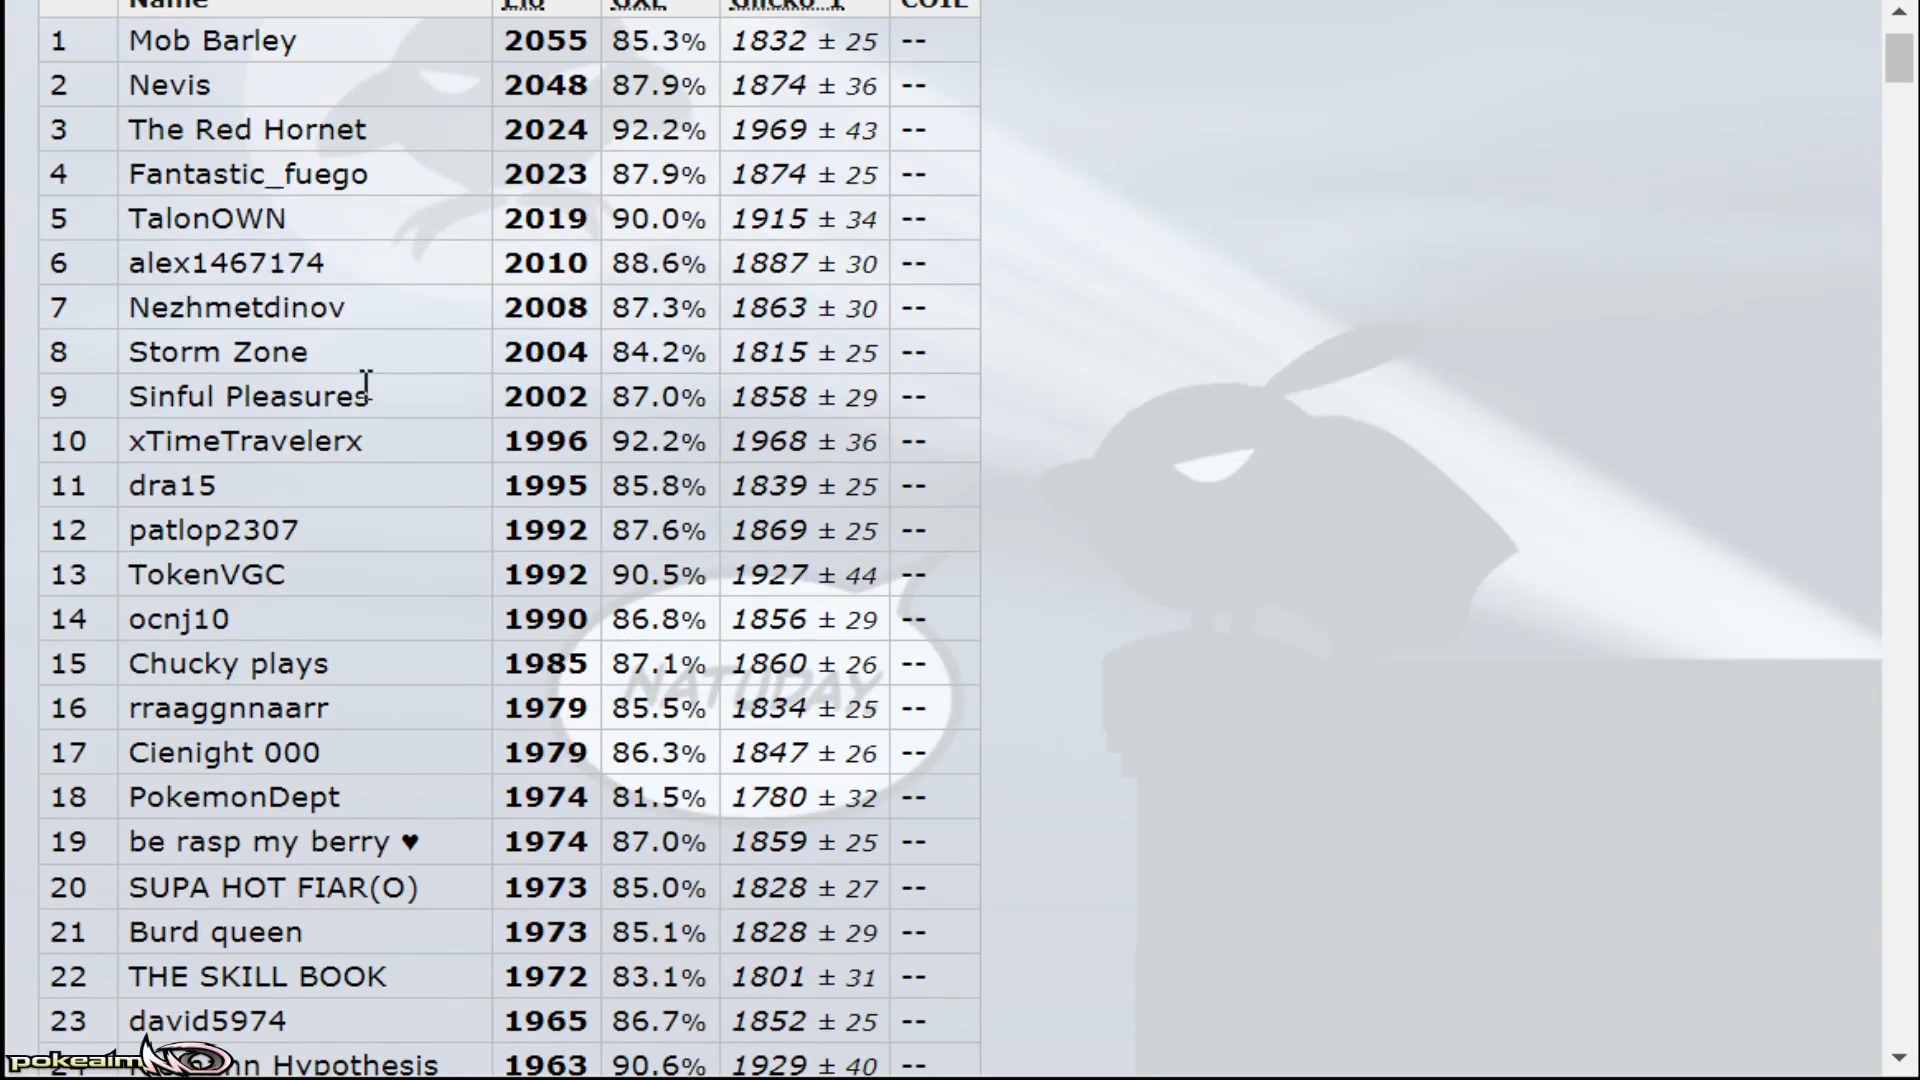 Name Elo GXE Glicko-1 COIL
1 Mob Barley 2055 85.3% 1832 ± 25 --
2 Nevis 2048 87.9% 1874 ± 36 --
3 The Red Hornet 2024 92.2% 1969 ± 43 --
4 Fantastic_fuego 2023 87.9% 1874 ± 25 --
5 TalonOWN 2019 90.0% 1915 ± 34 --
6 alex1467174 2010 88.6% 1887 ± 30 --
7 Nezhmetdinov 2008 87.3% 1863 ± 30 --
8 Storm Zone 2004 84.2% 1815 ± 25 --
9 Sinful Pleasures 2002 87.0% 1858 ± 29 --
10 xTimeTravelerx 1996 92.2% 1968 ± 36 --
11 dra15 1995 85.8% 1839 ± 25 --
12 patlop2307 1992 87.6% 1869 ± 25 --
13 TokenVGC 1992 90.5% 1927 ± 44 --
14 ocnj10 1990 86.8% 1856 ± 29 --
15 Chucky plays 1985 87.1% 1860 ± 26 --
NATUDAY
16 rraaggnnaarr 1979 85.5% 1834 ± 25 --
17 Cienight 000 1979 86.3% 1847 ± 26 --
18 PokemonDept 1974 81.5% 1780 ± 32 --
19 be rasp my berry ♥ 1974 87.0% 1859 ± 25 --
20 SUPA HOT FIAR(O) 1973 85.0% 1828 ± 27 --
21 Burd queen 1973 85.1% 1828 ± 29 --
22 THE SKILL BOOK 1972 83.1% 1801 ± 31 --
23 david5974 1965 86.7% 1852 ± 25 --
Hypothesis 1963 90.6% 1929 ± 40 --
pokeaim